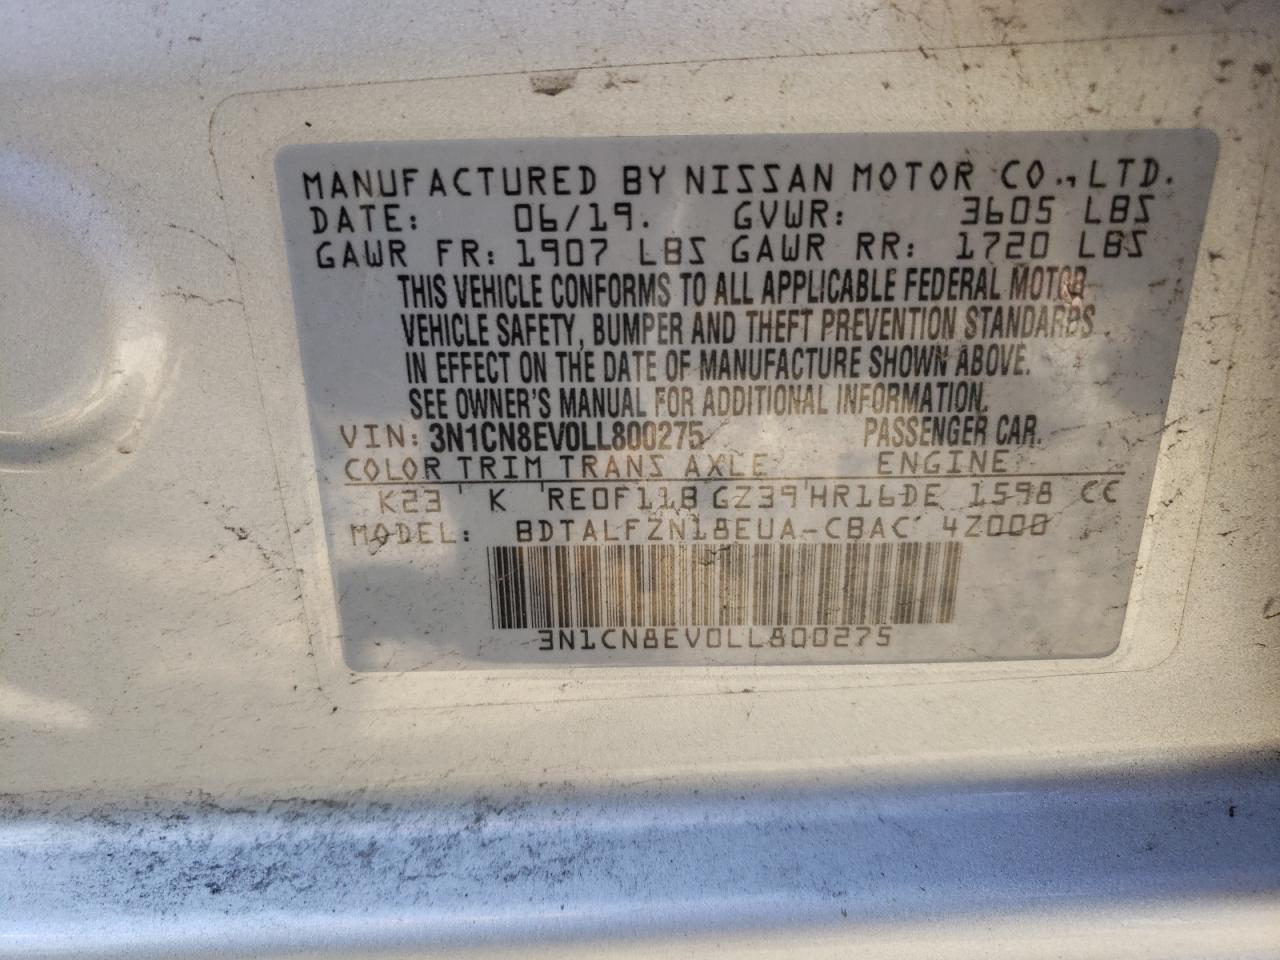 MANUFACTURED BY NISSAN MOTOR CO., LTD.
DATE: 06/19. GVWR: 3605 LBS
GAWR FR: 1907 LBS GAWR RR: 1720 LBS
THIS VEHICLE CONFORMS TO ALL APPLICABLE FEDERAL MOTOR
VEHICLE SAFETY, BUMPER AND THEFT PREVENTION STANDARDS
IN EFFECT ON THE DATE OF MANUFACTURE SHOWN ABOVE.
SEE OWNER'S MANUAL FOR ADDITIONAL INFORMATION.
VIN: 3N1CN8EV0LL800275 PASSENGER CAR.
COLOR TRIM TRANS AXLE ENGINE
K23 K RE0F11B GZ39 HR16DE 1598 CC
MODEL: BDTALFZN18EUA-CBAC 4Z000
3N1CN8EV0LL800275